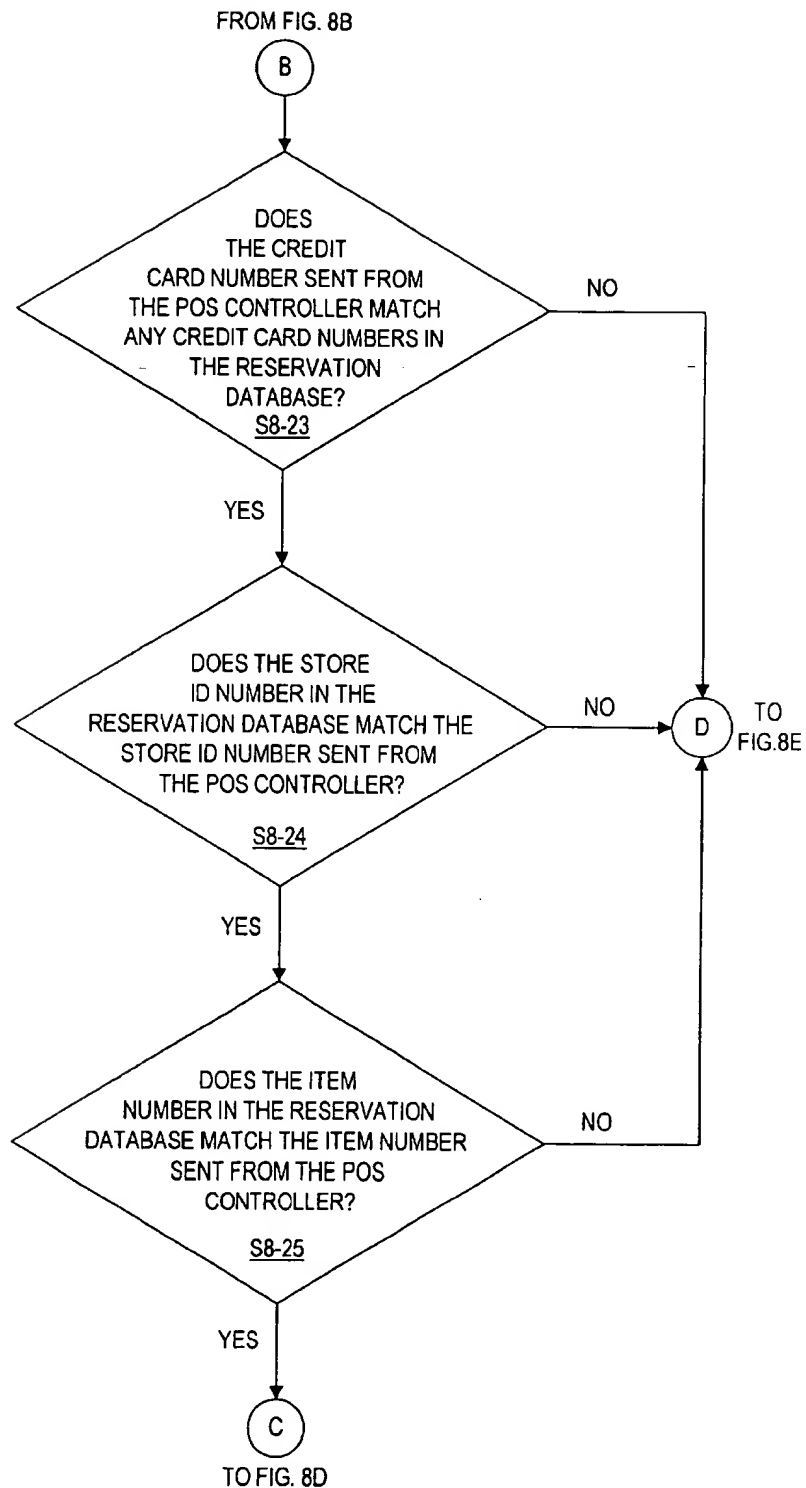 FROM FIG. 8B
B
DOES
THE CREDIT
CARD NUMBER SENT FROM
THE POS CONTROLLER MATCH
ANY CREDIT CARD NUMBERS IN
THE RESERVATION
DATABASE?
S8-23
NO
YES
DOES THE STORE
ID NUMBER IN THE
RESERVATION DATABASE MATCH THE
STORE ID NUMBER SENT FROM
THE POS CONTROLLER?
S8-24
NO
D
TO
FIG.8E
YES
DOES THE ITEM
NUMBER IN THE RESERVATION
DATABASE MATCH THE ITEM NUMBER
SENT FROM THE POS
CONTROLLER?
S8-25
NO
YES
C
TO FIG. 8D